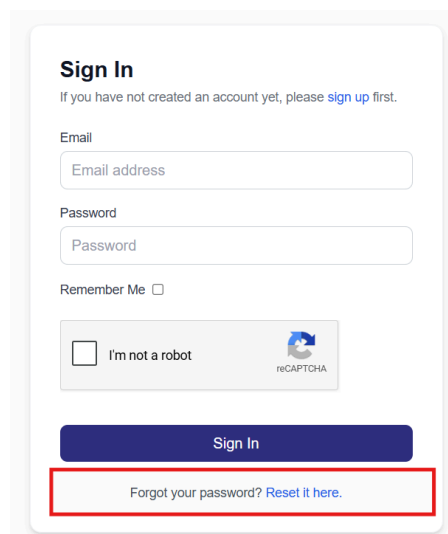 Sign In
If you have not created an account yet, please sign up first.
Email
Email address
Password
Password
Remember Me
I'm not a robot
reCAPTCHA
Sign In
Forgot your password? Reset it here.